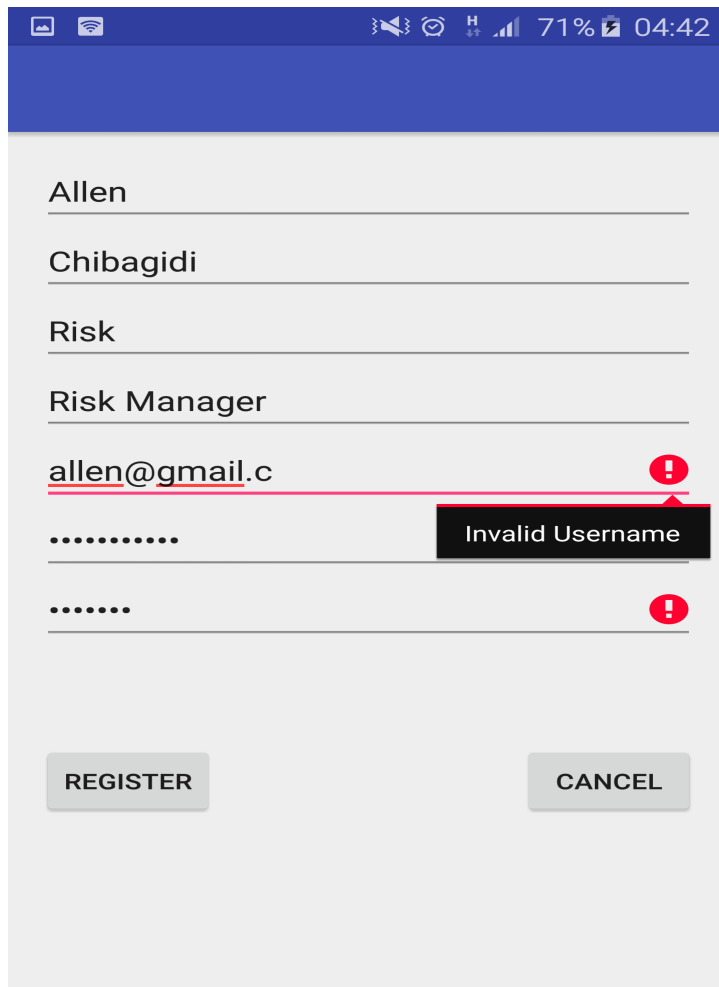 H 71% 04:42
Allen
Chibagidi
Risk
Risk Manager
allen@gmail.c
•••••••••••
Invalid Username
•••••••
REGISTER CANCEL